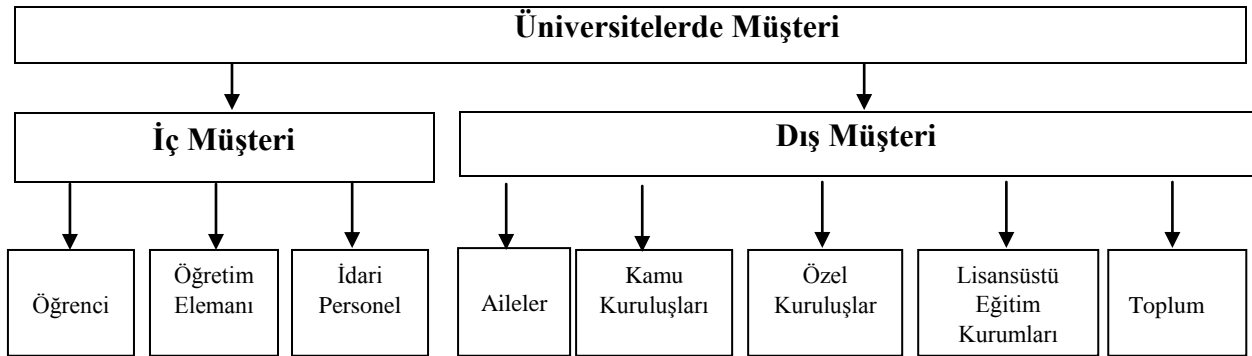 Üniversitelerde Müşteri
İç Müşteri
Dış Müşteri
Öğrenci
Öğretim
Elemanı
İdari
Personel
Aileler
Kamu
Kuruluşları
Özel
Kuruluşlar
Lisansüstü
Eğitim
Kurumları
Toplum